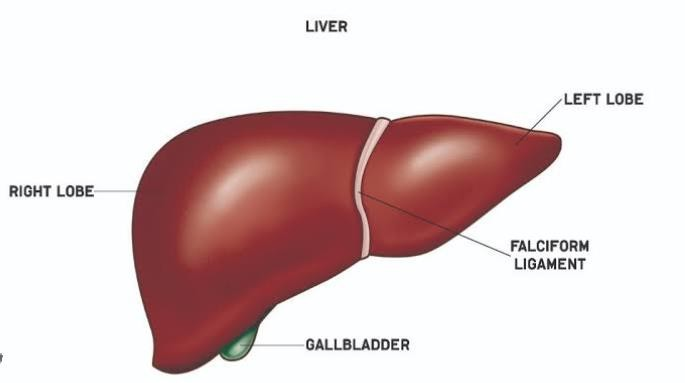 LIVER
LEFT LOBE
RIGHT LOBE
FALCIFORM
LIGAMENT
GALLBLADDER